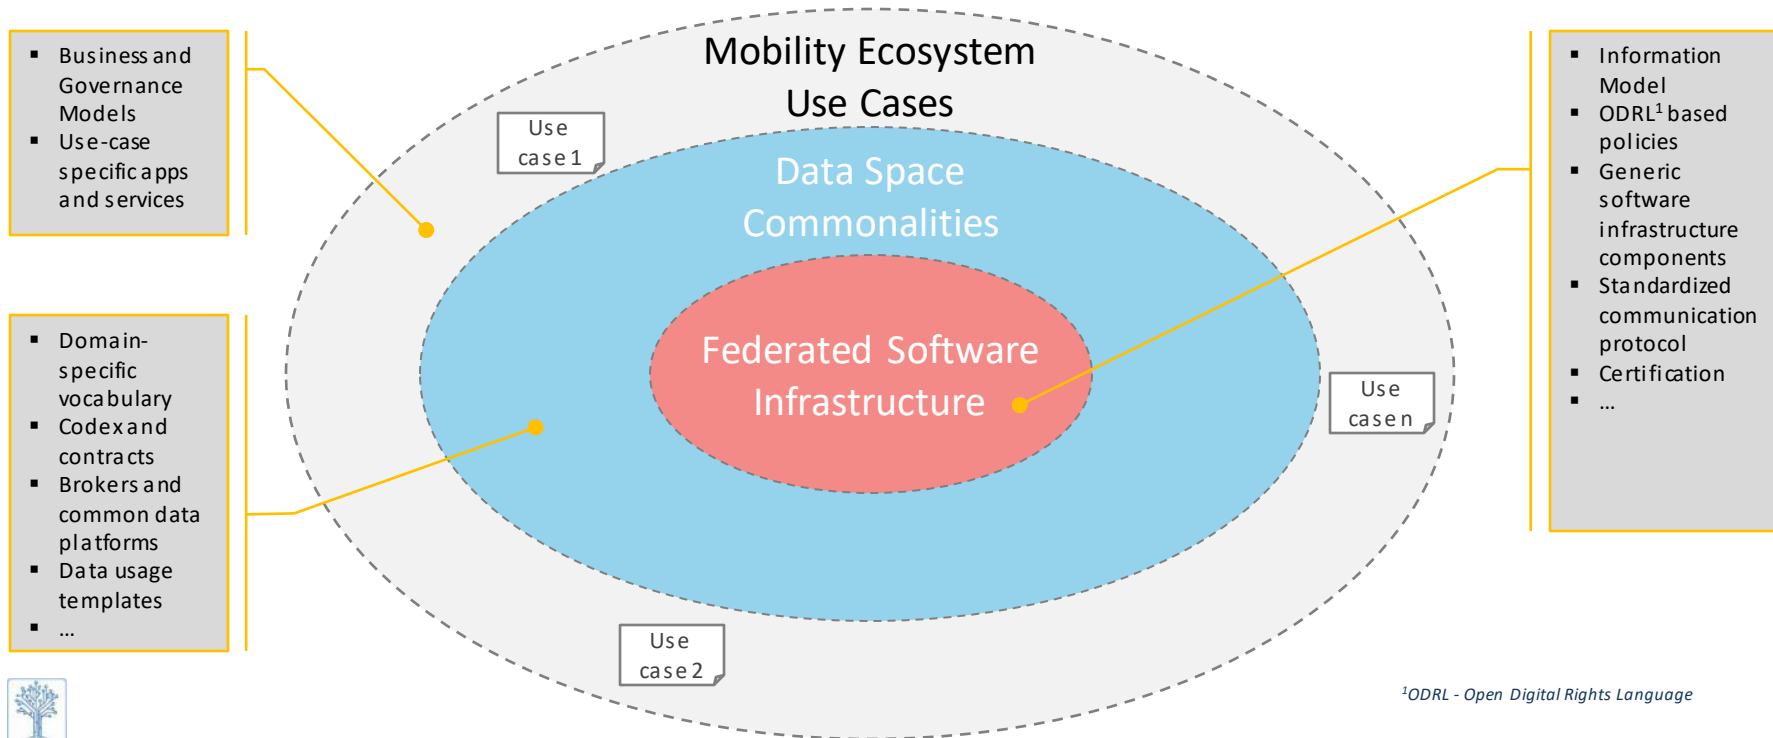 Mobility Ecosystem
Use Cases
▪ Business and
Governance
Models
▪ Use-case
specific apps
and services
Use
case 1
Data Space
Commonalities
▪ Information
Model
▪ ODRL¹ based
policies
▪ Generic
software
infrastructure
components
▪ Standardized
communication
protocol
▪ Certification
▪ …
▪ Domain-
specific
vocabulary
▪ Codex and
contracts
▪ Brokers and
common data
platforms
▪ Data usage
templates
▪ …
Federated Software
Infrastructure
Use
case n
Use
case 2
¹ODRL - Open Digital Rights Language